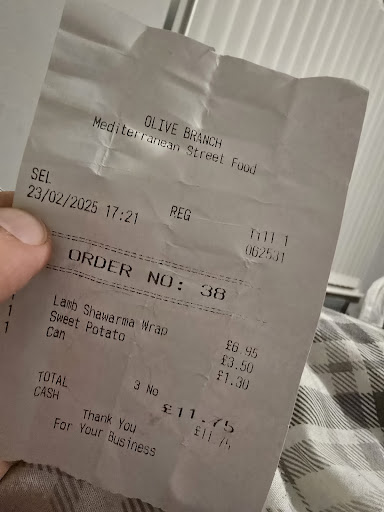 OLIVE BRANCH
Mediterranean Street Food
SEL
23/02/2025 17:21 REG Till 1
062531
ORDER NO: 38
1 Lamb Shawarma Wrap £6.95
1 Sweet Potato £3.50
Can £1.30
3 No
TOTAL £11.75
CASH £11.75
Thank You
For Your Business